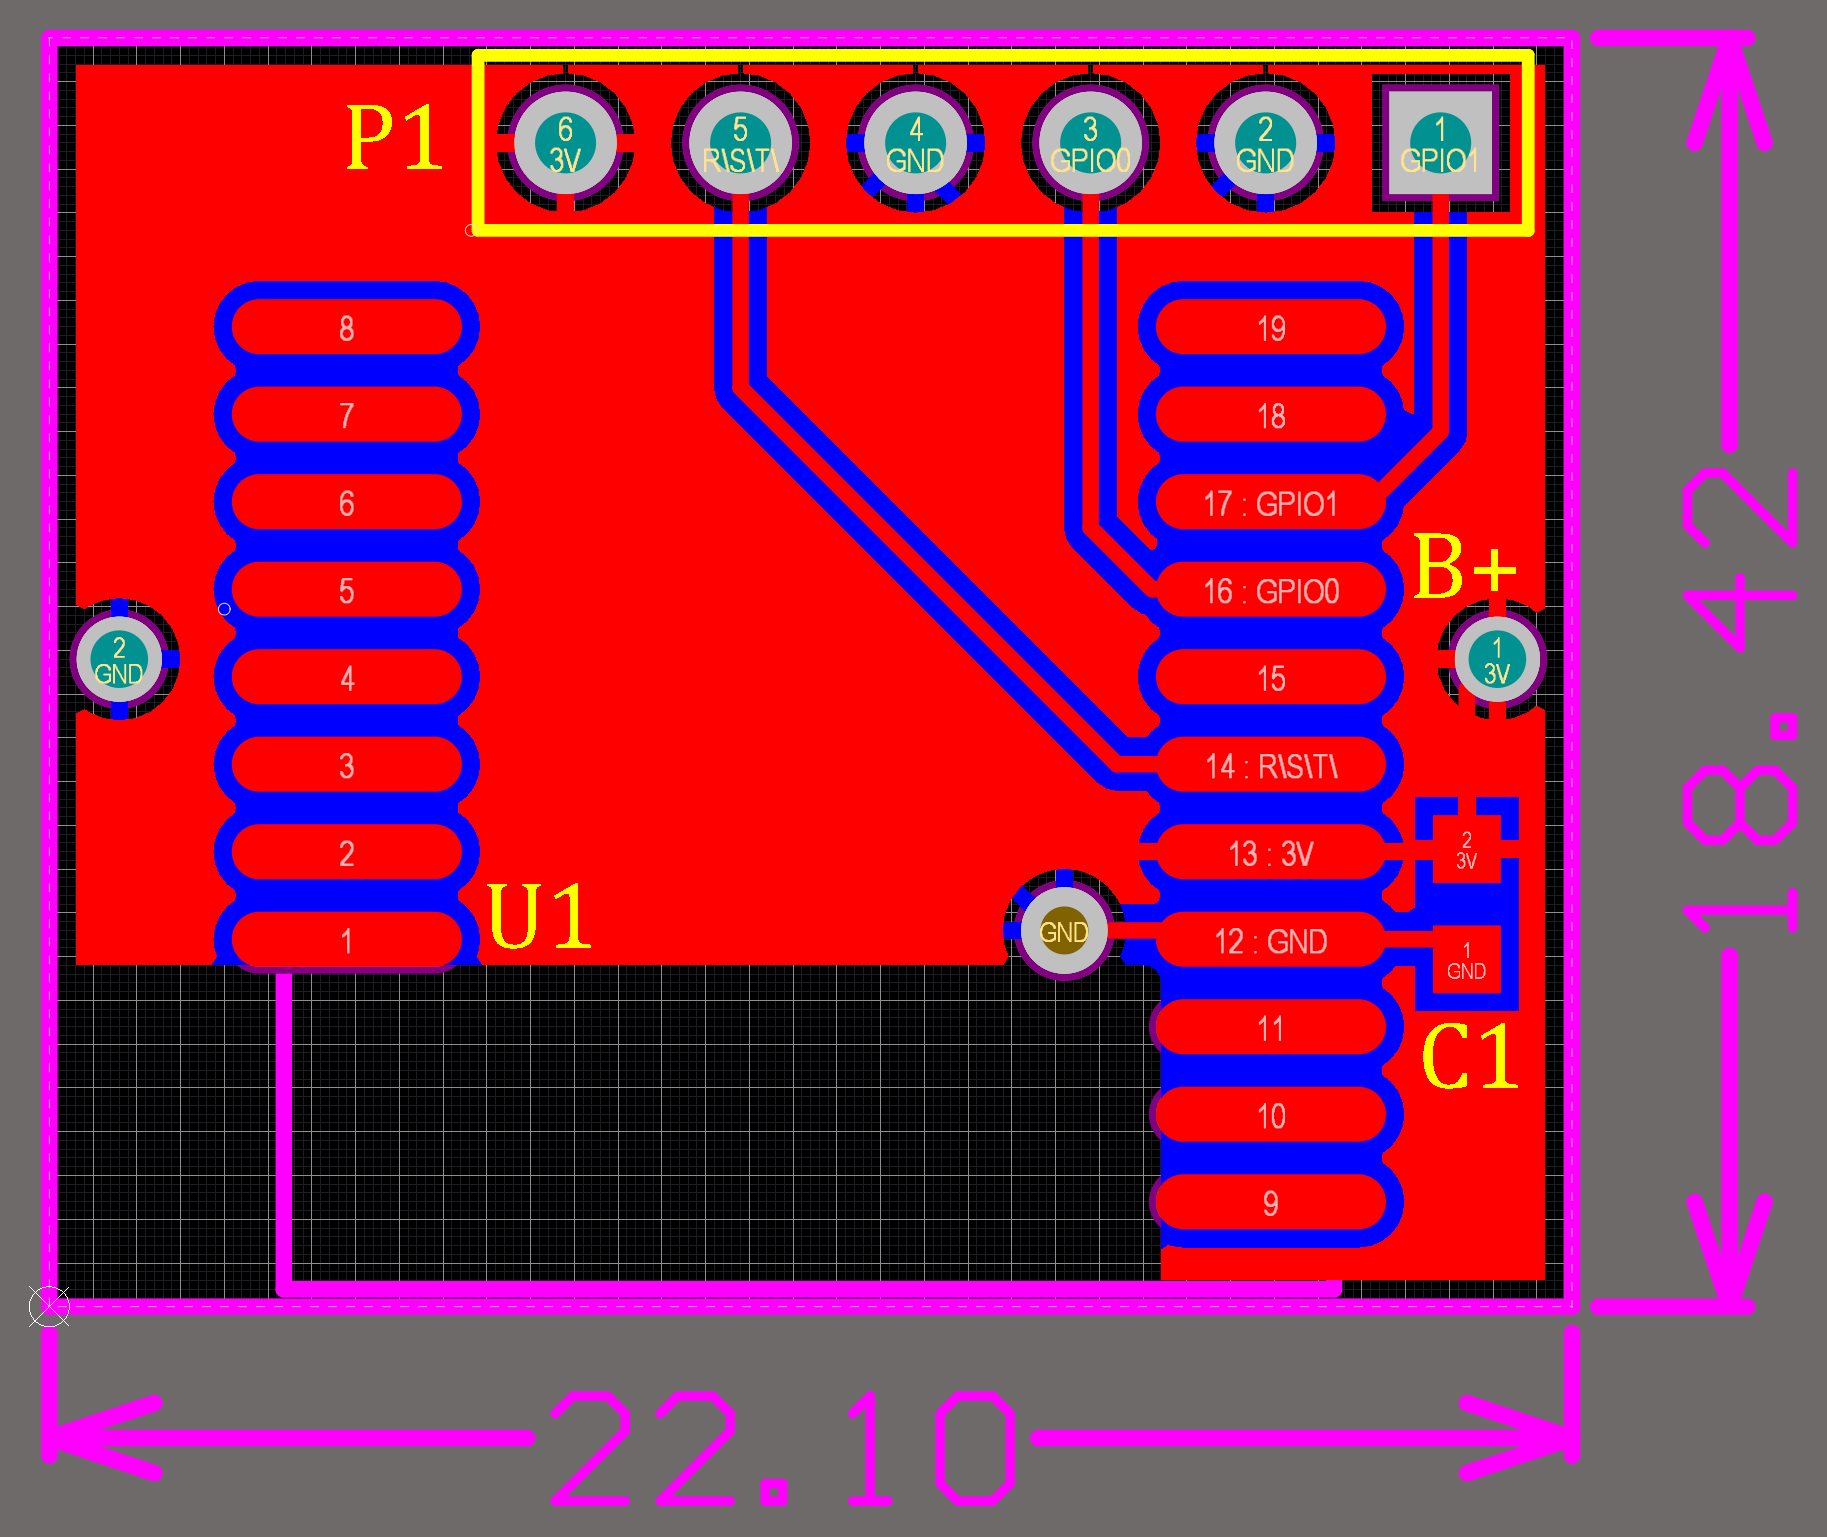 P1
6
3V
5
R\S\T\
4
GND
3
GPIO0
2
GND
1
GPIO1
8
19
7
18
6
17 : GPIO1
5
16 : GPIO0
B+
4
15
2
GND
1
3V
3
14 : R\S\T\
2
13 : 3V
2
3V
U1
1
GND
12 : GND
1
GND
11
C1
10
9
18.42
22.10